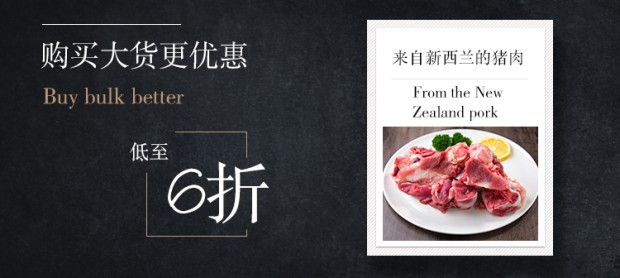 购买大货更优惠
Buy bulk better
低至
6折
来自新西兰的猪肉
From the New
Zealand pork